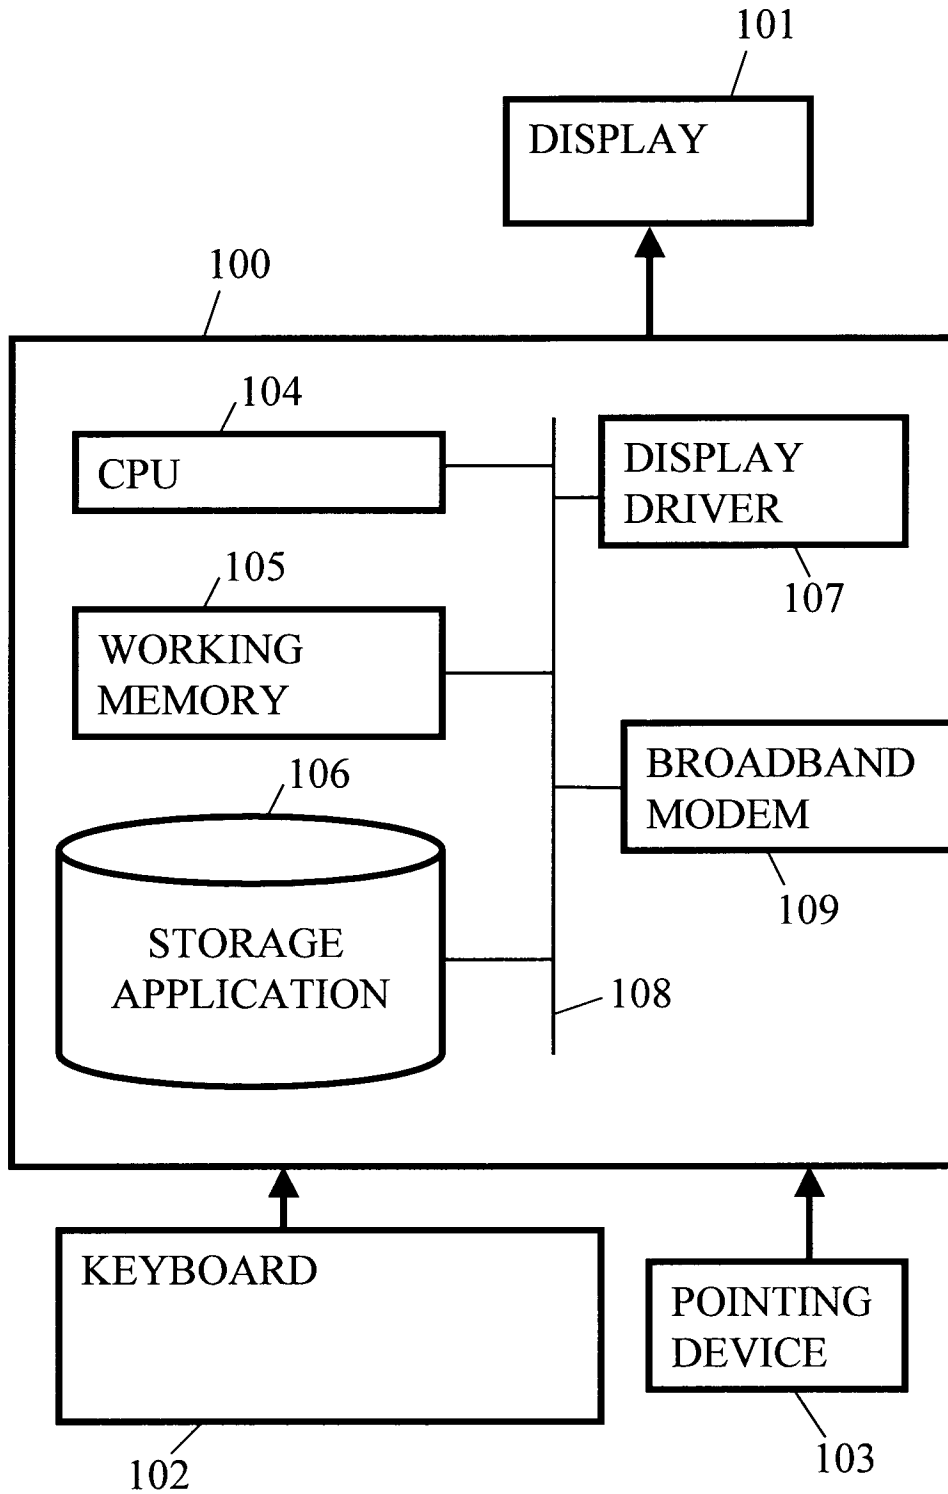 101
DISPLAY
100
104
CPU
DISPLAY
DRIVER
107
105
WORKING
MEMORY
BROADBAND
MODEM
109
106
STORAGE
APPLICATION
108
KEYBOARD
102
POINTING
DEVICE
103